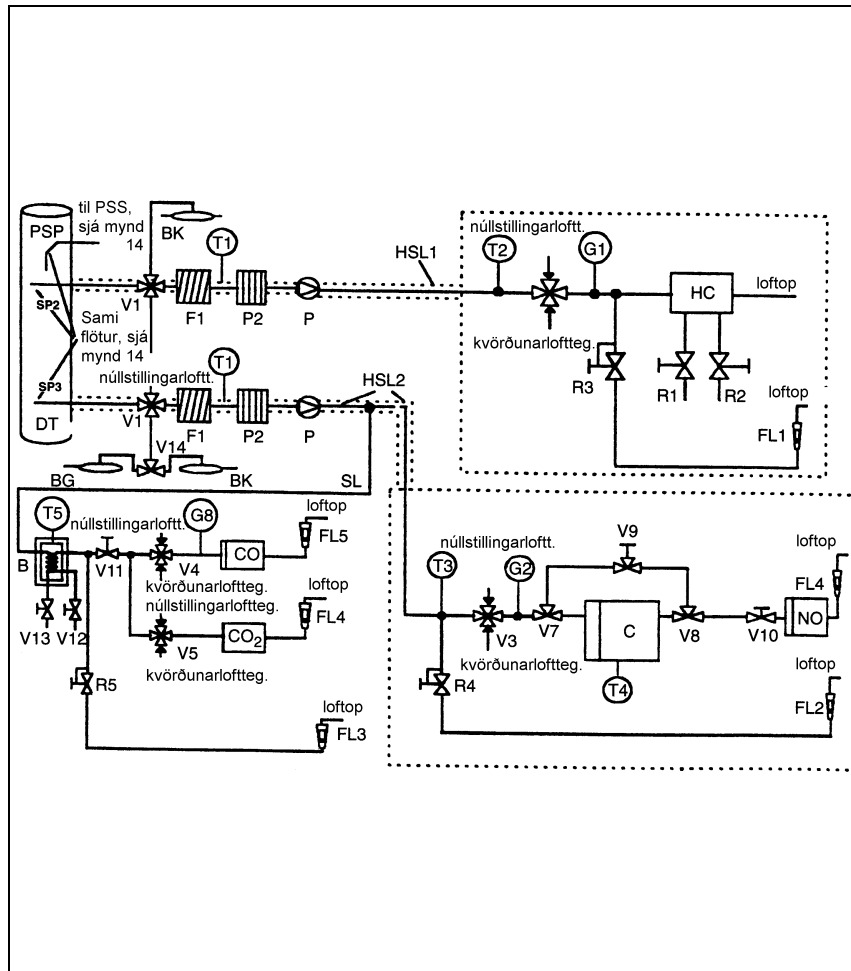 til PSS,
sjá mynd
14
PSP
BK
T1
HSL1
V1
F1
P2
P
SP2
Sami
flötur, sjá
mynd 14
SP3
DT
núllstillingarloftt.
T2
G1
HC
loftop
kvörðunarloftteg.
R3
R1
R2
loftop
FL1
núllstillingarloftt.
T1
HSL2
V1
F1
P2
P
V14
BG
BK
SL
T5
núllstillingarloftt.
G8
loftop
FL5
B
V11
V4
CO
kvörðunarloftteg.
núllstillingarloftteg.
loftop
FL4
V13
V12
V5
CO2
kvörðunarloftteg.
R5
loftop
FL3
núllstillingarloftt.
V9
loftop
T3
G2
FL4
V3
V7
C
V8
V10
NO
kvörðunarloftteg.
R4
T4
loftop
FL2